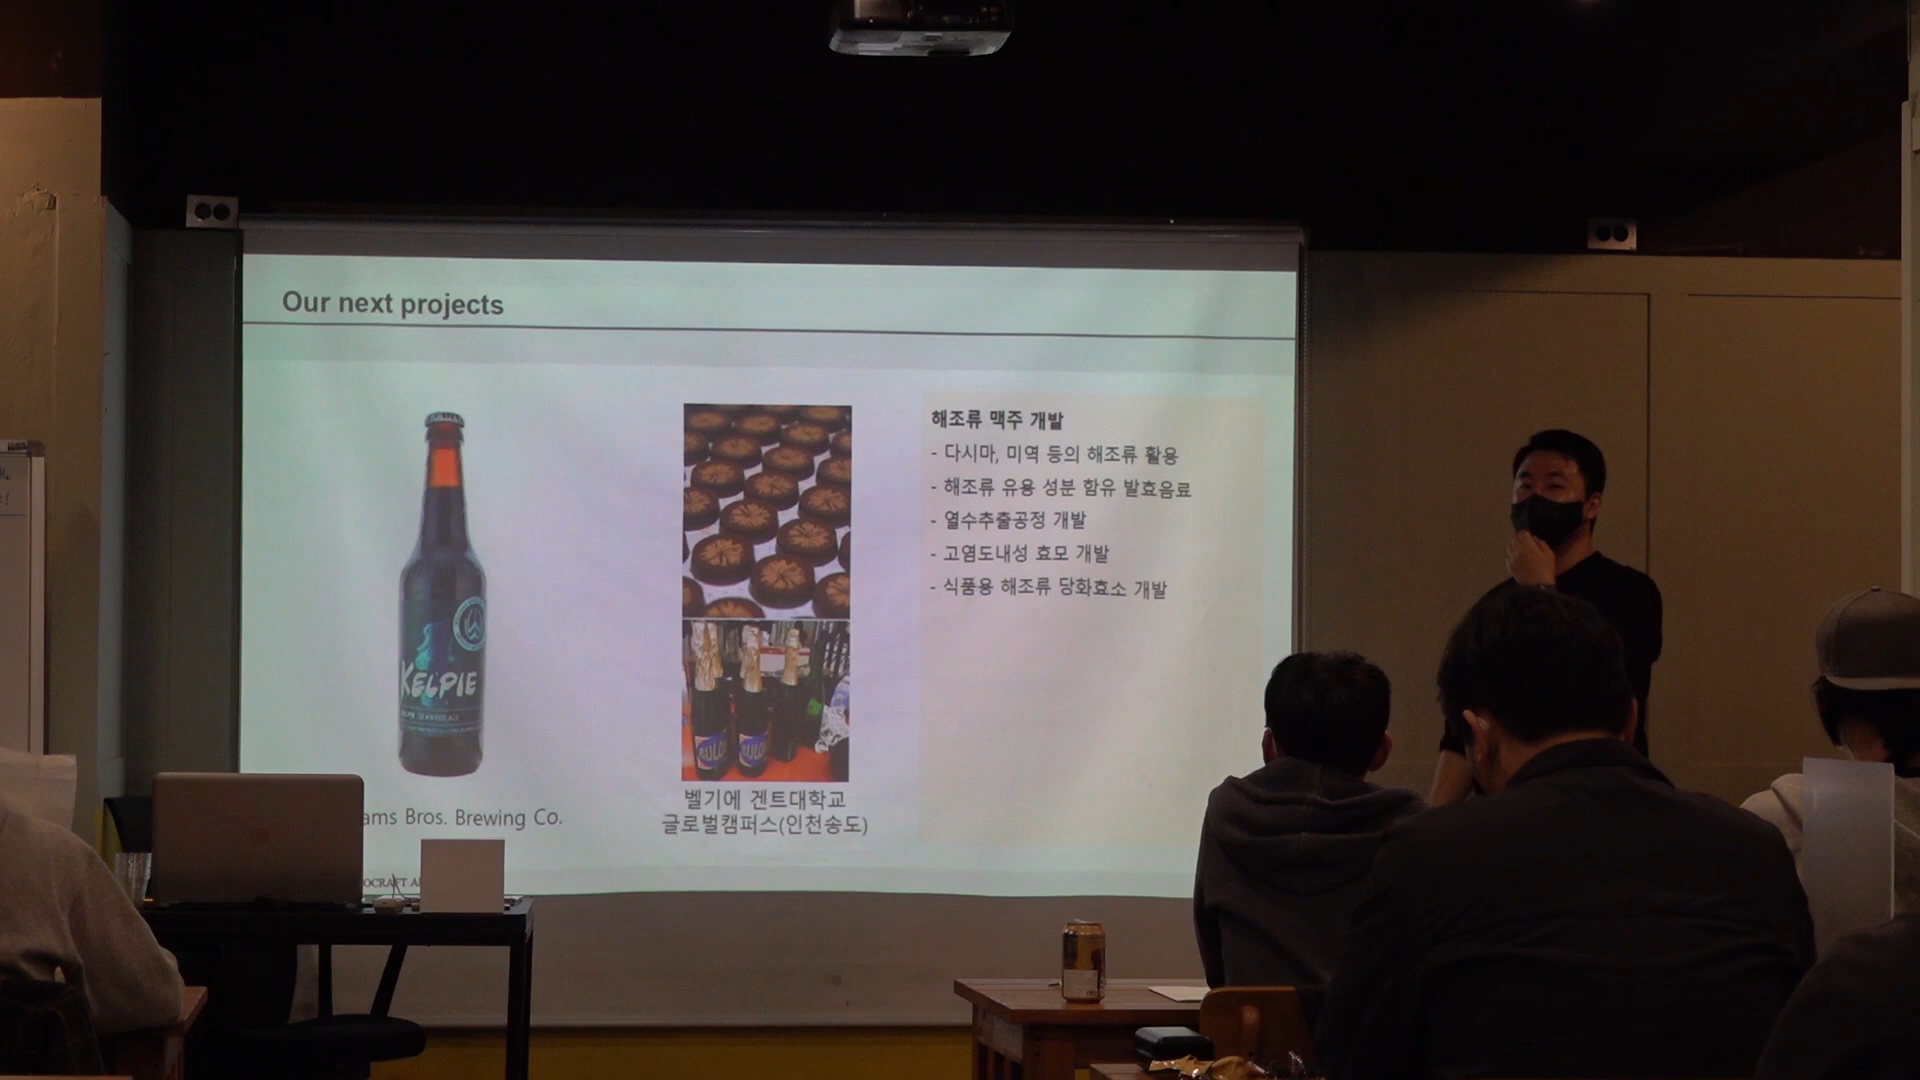 Our next projects
KELPIE
해조류 맥주 개발
- 다시마, 미역 등의 해조류 활용
- 해조류 유용 성분 함유 발효음료
- 열수추출공정 개발
- 고염도내성 효모 개발
- 식품용 해조류 당화효소 개발
ams Bros. Brewing Co.
벨기에 겐트대학교
글로벌캠퍼스(인천송도)
OCRAFT A